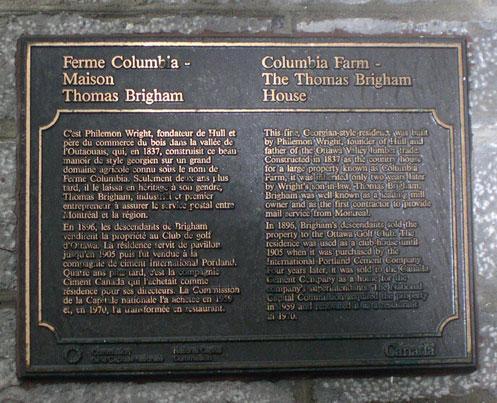 Ferme Columbia -
Maison
Thomas Brigham
C'est Philemon Wright, fondateur de Hull et
père du commerce du bois dans la vallée de
l'Outaouais, qui, en 1837, construisit ce beau
manoir de style georgien sur un grand
domaine agricole connu sous le nom de
Ferme Columbia. Seulement deux ans plus
tard, il le laissa en héritage à son gendre,
Thomas Brigham, industriel et premier
entrepreneur à assurer le service postal entre
Montréal et la région.
En 1896, les descendants de Brigham
vendirent la propriété au Club de golf
d'Ottawa. La résidence servit de pavillon
jusqu'en 1905 puis fut vendue à la
compagnie de ciment International Portland.
Quatre ans plus tard, c'est la compagnie
Ciment Canada qui l'achetait comme
résidence pour ses directeurs. La Commission
de la Capitale nationale l'a achetée en 1959
et, en 1970, l'a transformée en restaurant.
Columbia Farm -
The Thomas Brigham
House
This fine, Georgian-style residence was built
by Philemon Wright, founder of Hull and
father of the Ottawa Valley lumber trade.
Constructed in 1837 as the country house
for a large property known as Columbia
Farm, it was inherited only two years later
by Wright's son-in-law, Thomas Brigham.
Brigham was well known as a leading mill
owner and as the first contractor to provide
mail service from Montreal.
In 1896, Brigham's descendants sold the
property to the Ottawa Golf Club. The
residence was used as a club house until
1905 when it was purchased by the
International Portland Cement Company.
Four years later, it was sold to the Canada
Cement Company as a home for the
company's superintendants. The National
Capital Commission acquired the property
in 1959 and it a
in 1970.
Commission
de la Capitale nationale
National Capital
Commission
Canada